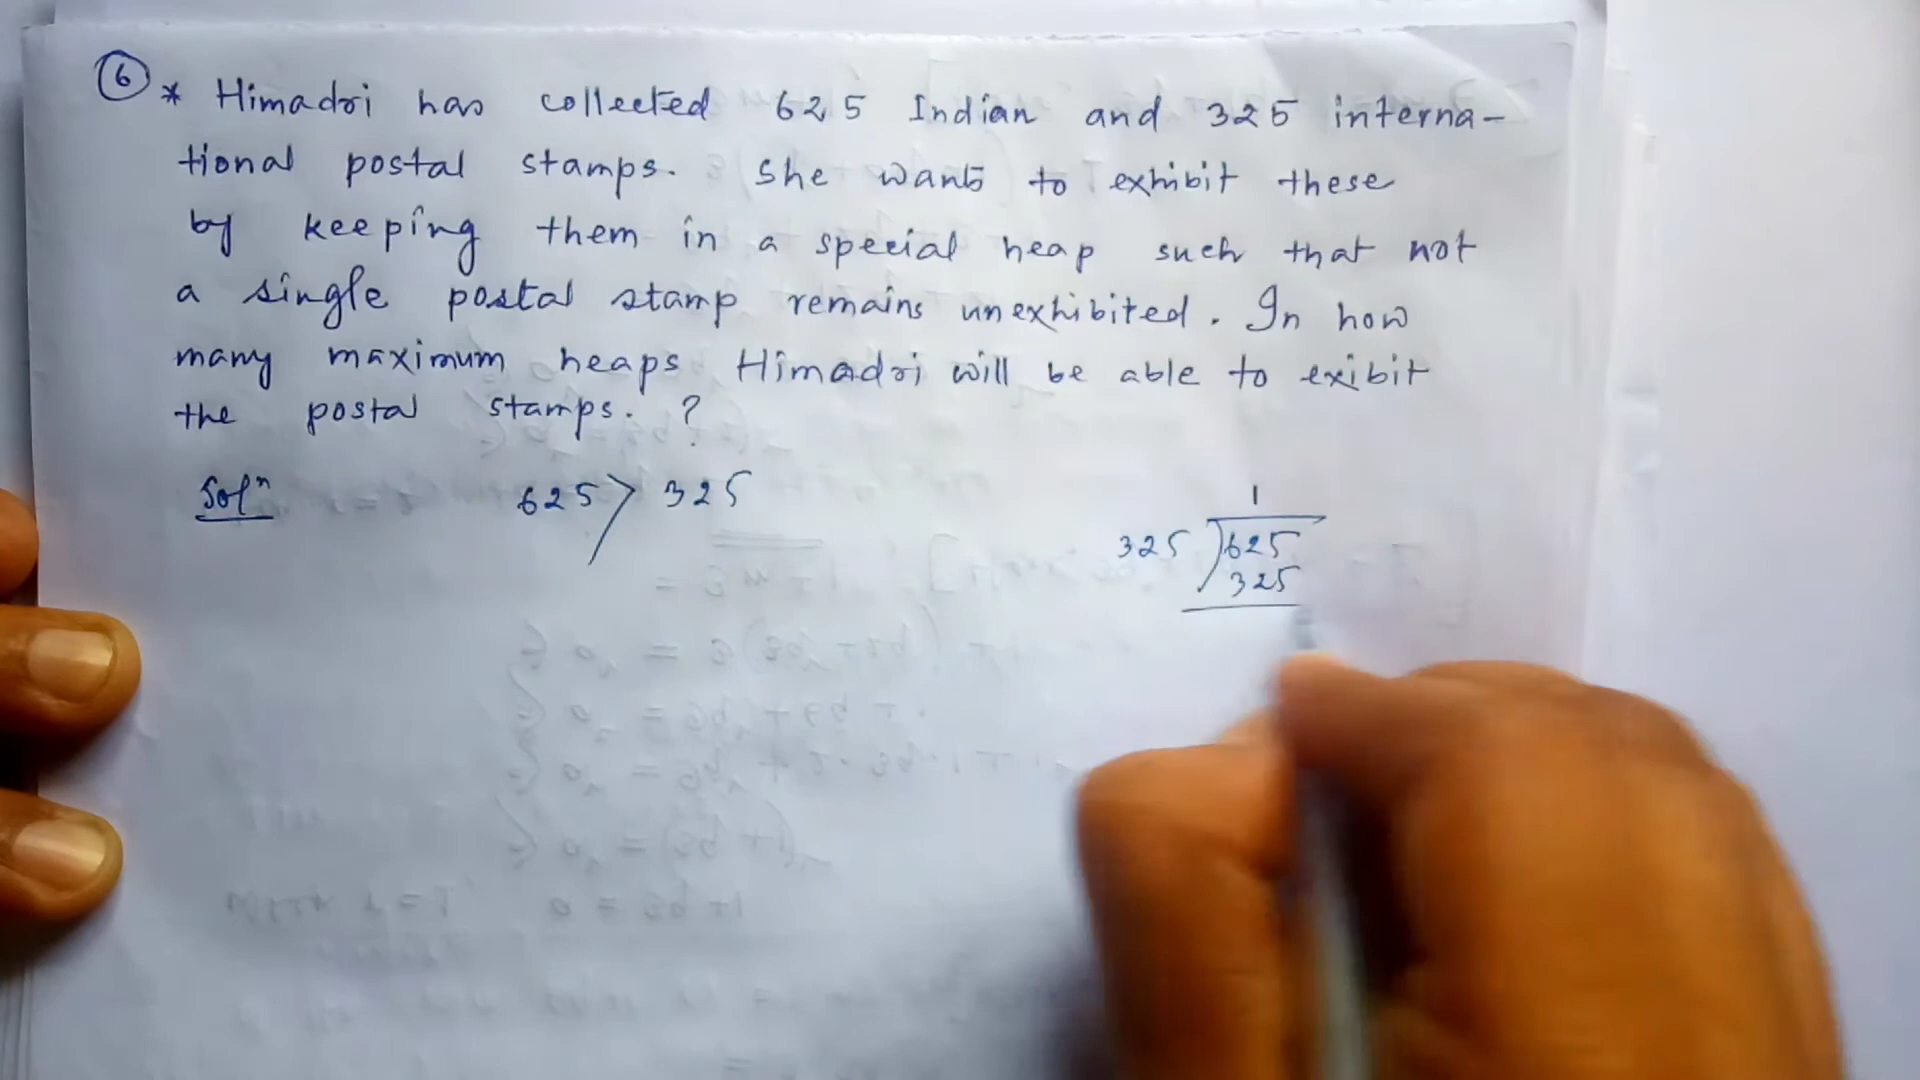 6 * Himadri has collected 625 Indian and 325 interna-
tional postal stamps. She wants to exhibit these
by keeping them in a special heap such that not
a single postal stamp remains unexhibited. In how
many maximum heaps Himadri will be able to exibit
the postal stamps. ?
Solⁿ 625 > 325
1
325 ) 625
325